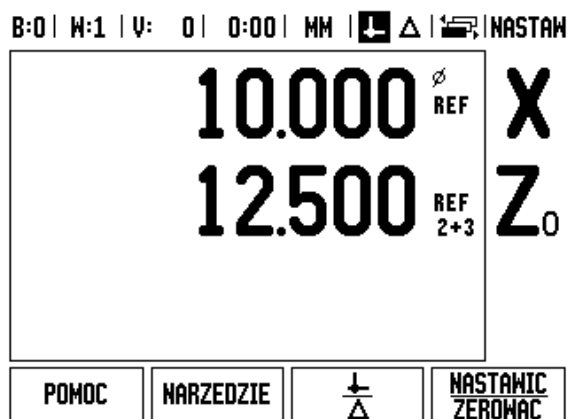 B:0 | W:1 | V: 0 | 0:00 | MM | Δ | NASTAW
10.000 Ø REF X
12.500 REF 2+3 Z0
POMOC NARZEDZIE Δ NASTAWIC ZEROWAC